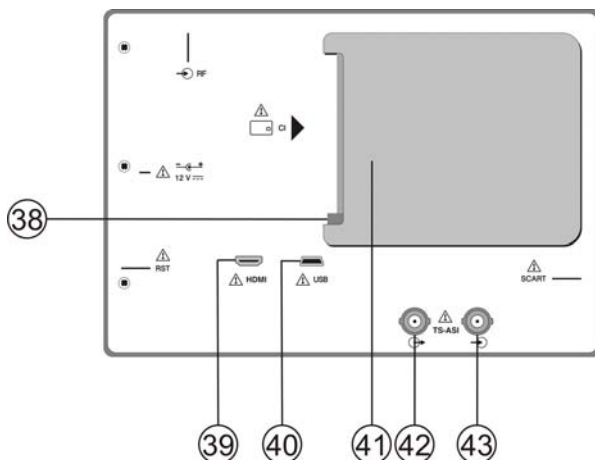 RF
CI
- +
12 V
38
RST
HDMI
USB
SCART
TS-ASI
39 40 41 42 43